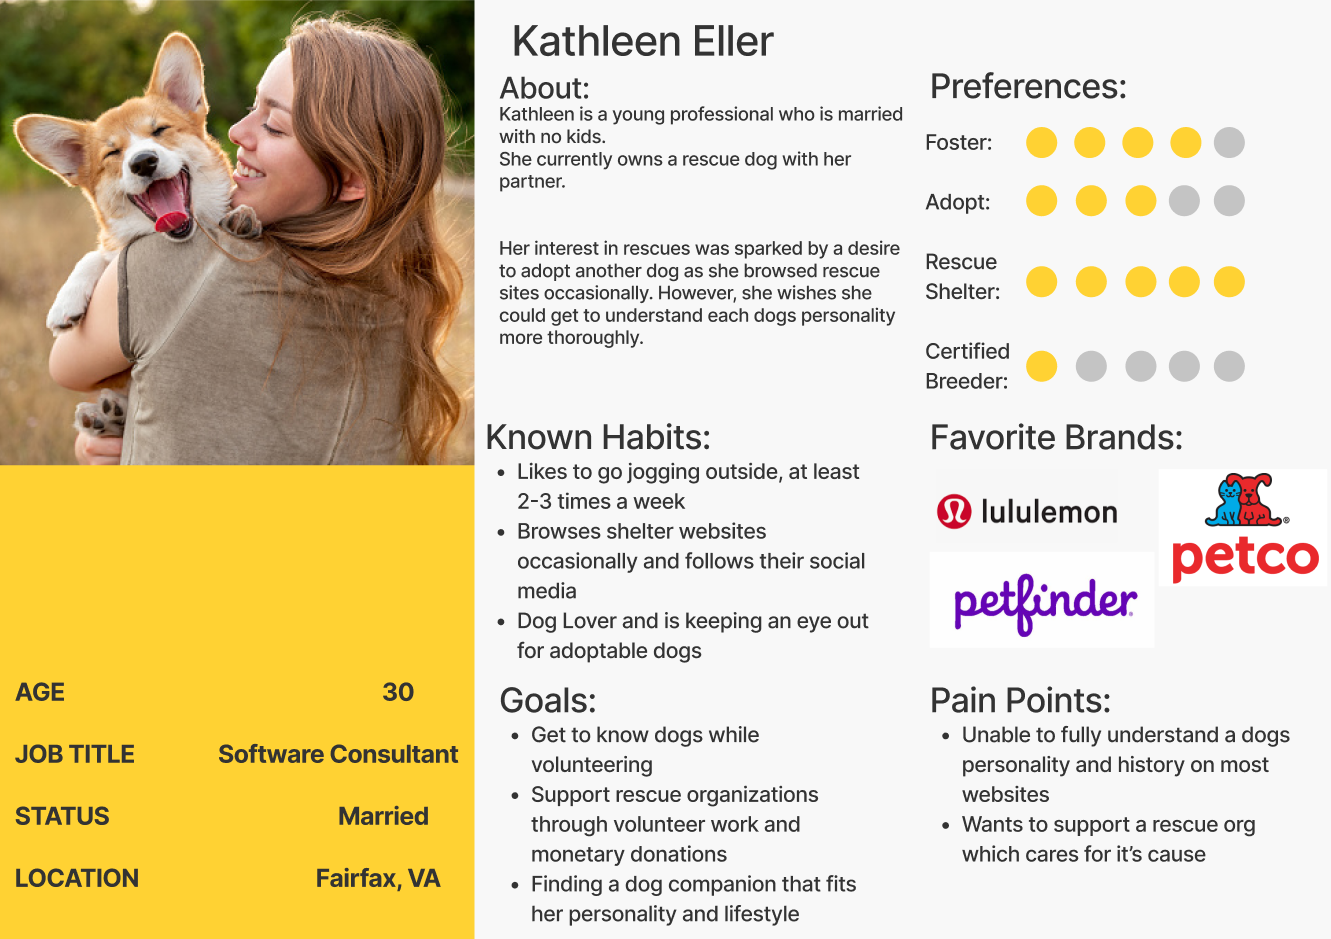 Kathleen Eller
About:
Kathleen is a young professional who is married
with no kids.
She currently owns a rescue dog with her
partner.
Her interest in rescues was sparked by a desire
to adopt another dog as she browsed rescue
sites occasionally. However, she wishes she
could get to understand each dogs personality
more thoroughly.
Preferences:
Foster:
Adopt:
Rescue
Shelter:
Certified
Breeder:
Known Habits:
• Likes to go jogging outside, at least
2-3 times a week
• Browses shelter websites
occasionally and follows their social
media
• Dog Lover and is keeping an eye out
for adoptable dogs
Favorite Brands:
lululemon
petco®
petfinder
AGE 30
JOB TITLE Software Consultant
STATUS Married
LOCATION Fairfax, VA
Goals:
• Get to know dogs while
volunteering
• Support rescue organizations
through volunteer work and
monetary donations
• Finding a dog companion that fits
her personality and lifestyle
Pain Points:
• Unable to fully understand a dogs
personality and history on most
websites
• Wants to support a rescue org
which cares for it’s cause